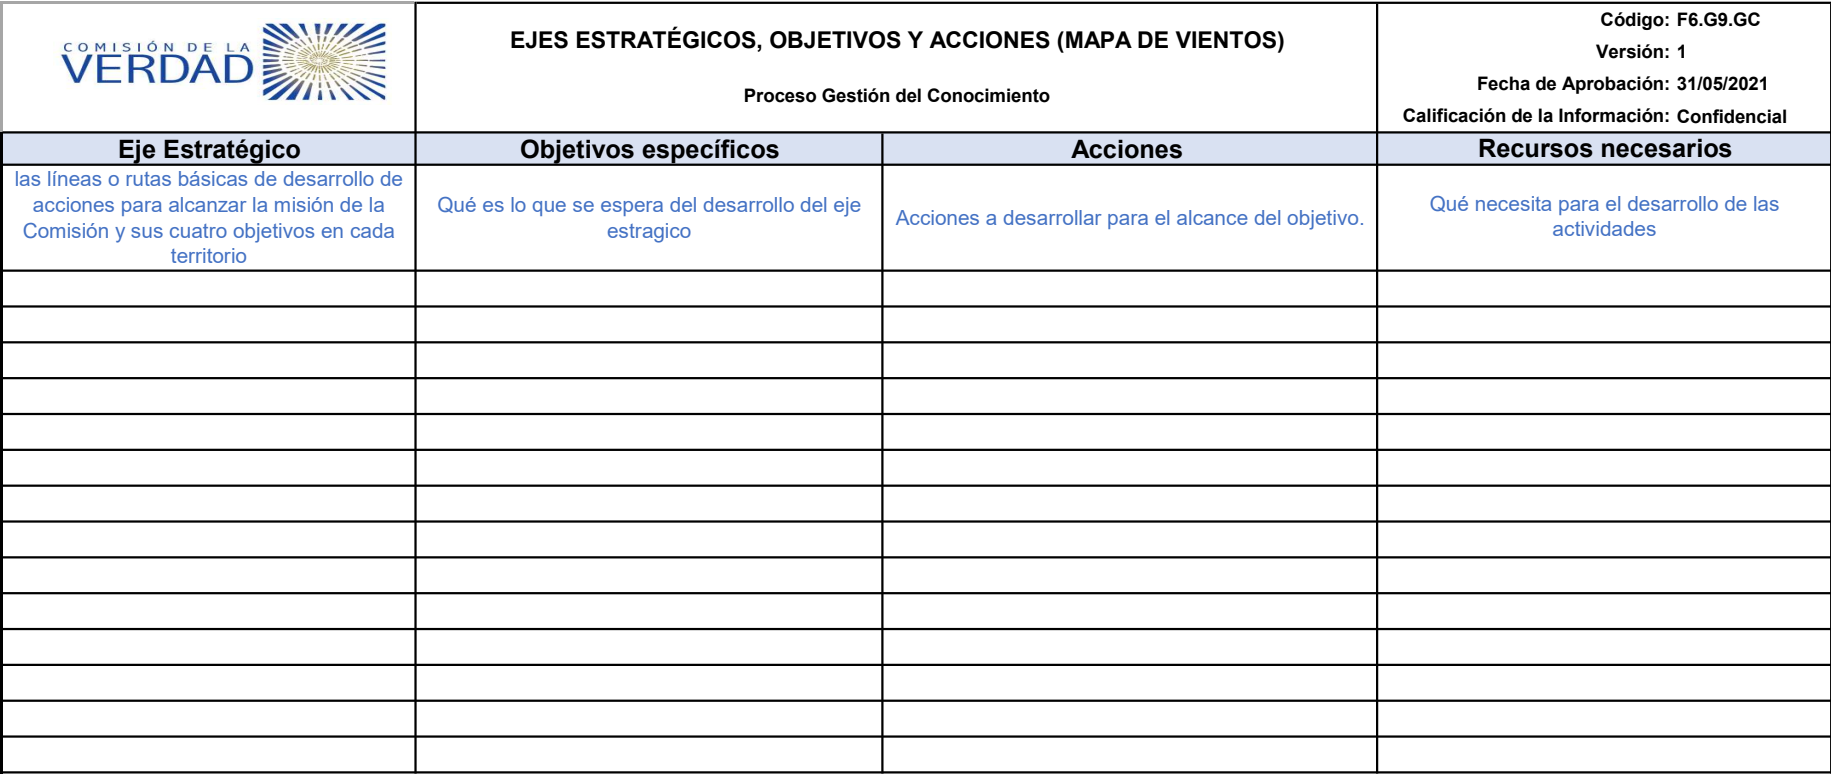 COMISIÓN DE LA
VERDAD
EJES ESTRATÉGICOS, OBJETIVOS Y ACCIONES (MAPA DE VIENTOS)
Proceso Gestión del Conocimiento
Código: F6.G9.GC
Versión: 1
Fecha de Aprobación: 31/05/2021
Calificación de la Información: Confidencial
Eje Estratégico
Objetivos específicos
Acciones
Recursos necesarios
las líneas o rutas básicas de desarrollo de
acciones para alcanzar la misión de la
Comisión y sus cuatro objetivos en cada
territorio
Qué es lo que se espera del desarrollo del eje
estragico
Acciones a desarrollar para el alcance del objetivo.
Qué necesita para el desarrollo de las
actividades